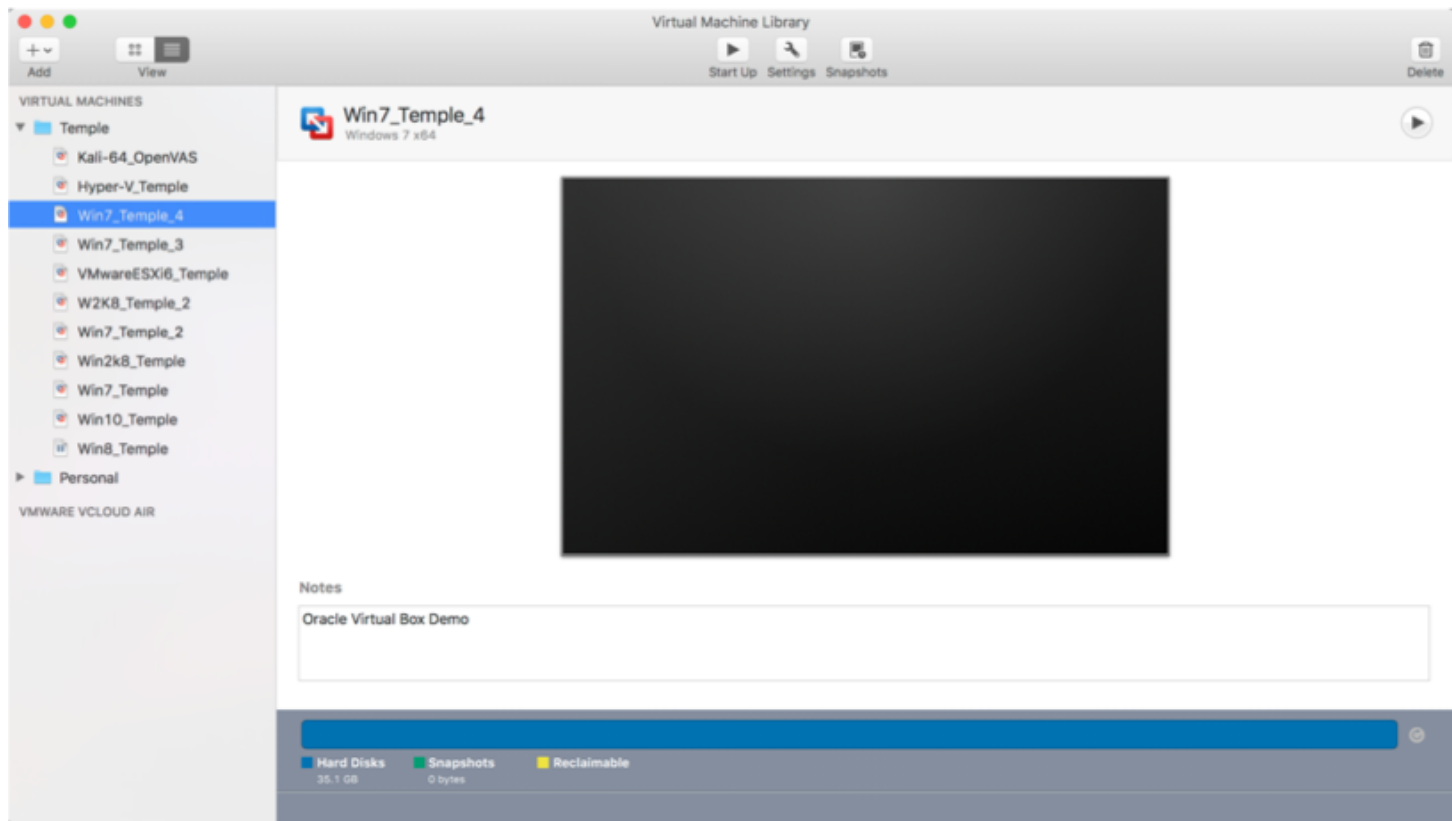 Virtual Machine Library
Add
View
Start Up
Settings
Snapshots
Delete
VIRTUAL MACHINES
Temple
Kali-64_OpenVAS
Hyper-V_Temple
Win7_Temple_4
Win7_Temple_3
VMwareESXi6_Temple
W2K8_Temple_2
Win7_Temple_2
Win2k8_Temple
Win7_Temple
Win10_Temple
Win8_Temple
Personal
VMWARE VCLOUD AIR
Win7_Temple_4
Windows 7 x64
Notes
Oracle Virtual Box Demo
Hard Disks
35.1 GB
Snapshots
0 bytes
Reclaimable